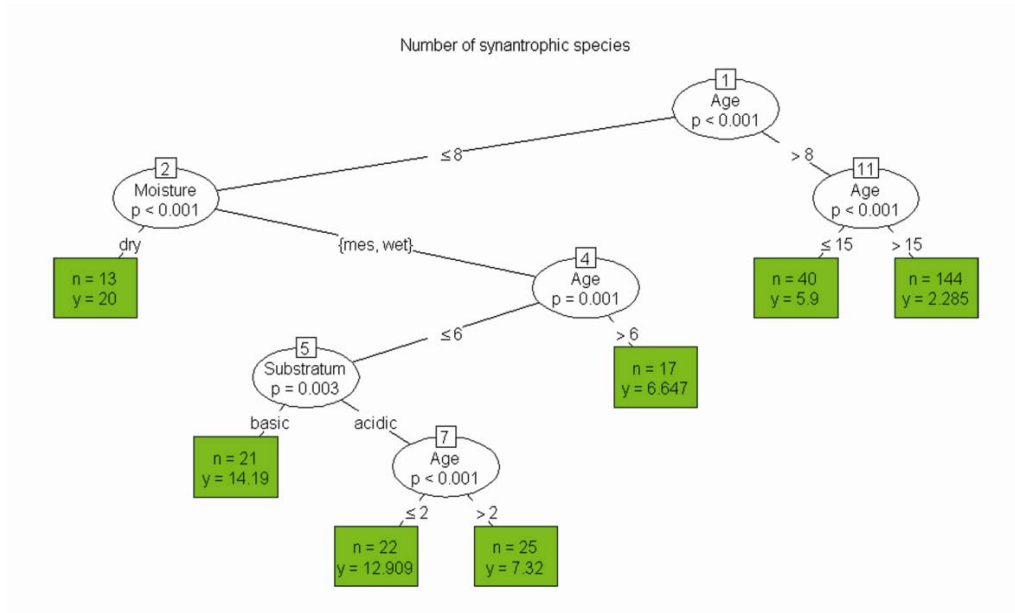 Number of synantrophic species
1
Age
p < 0.001
≤ 8
> 8
2
Moisture
p < 0.001
11
Age
p < 0.001
dry
{mes, wet}
≤ 15
> 15
n = 13
y = 20
4
Age
p = 0.001
n = 40
y = 5.9
n = 144
y = 2.285
≤ 6
> 6
5
Substratum
p = 0.003
n = 17
y = 6.647
basic
acidic
n = 21
y = 14.19
7
Age
p < 0.001
≤ 2
> 2
n = 22
y = 12.909
n = 25
y = 7.32